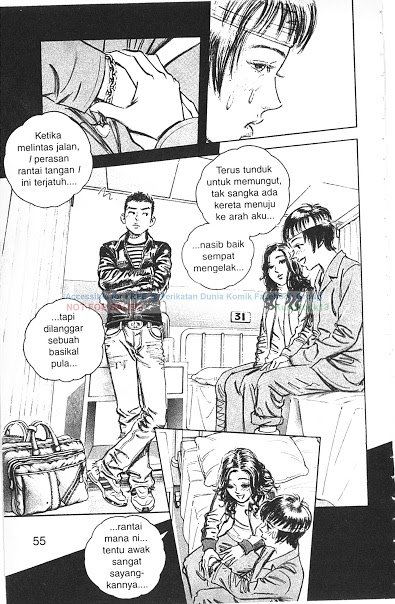 Ketika
melintas jalan,
I perasan
rantai tangan I
ini terjatuh....
Terus tunduk
untuk memungut,
tak sangka ada
kereta menuju
ke arah aku...
...nasib baik
sempat
mengelak...
...tapi
dilanggar
sebuah
basikal
pula...
31
...rantai
mana ni...
tentu awak
sangat
sayang-
kannya....
55